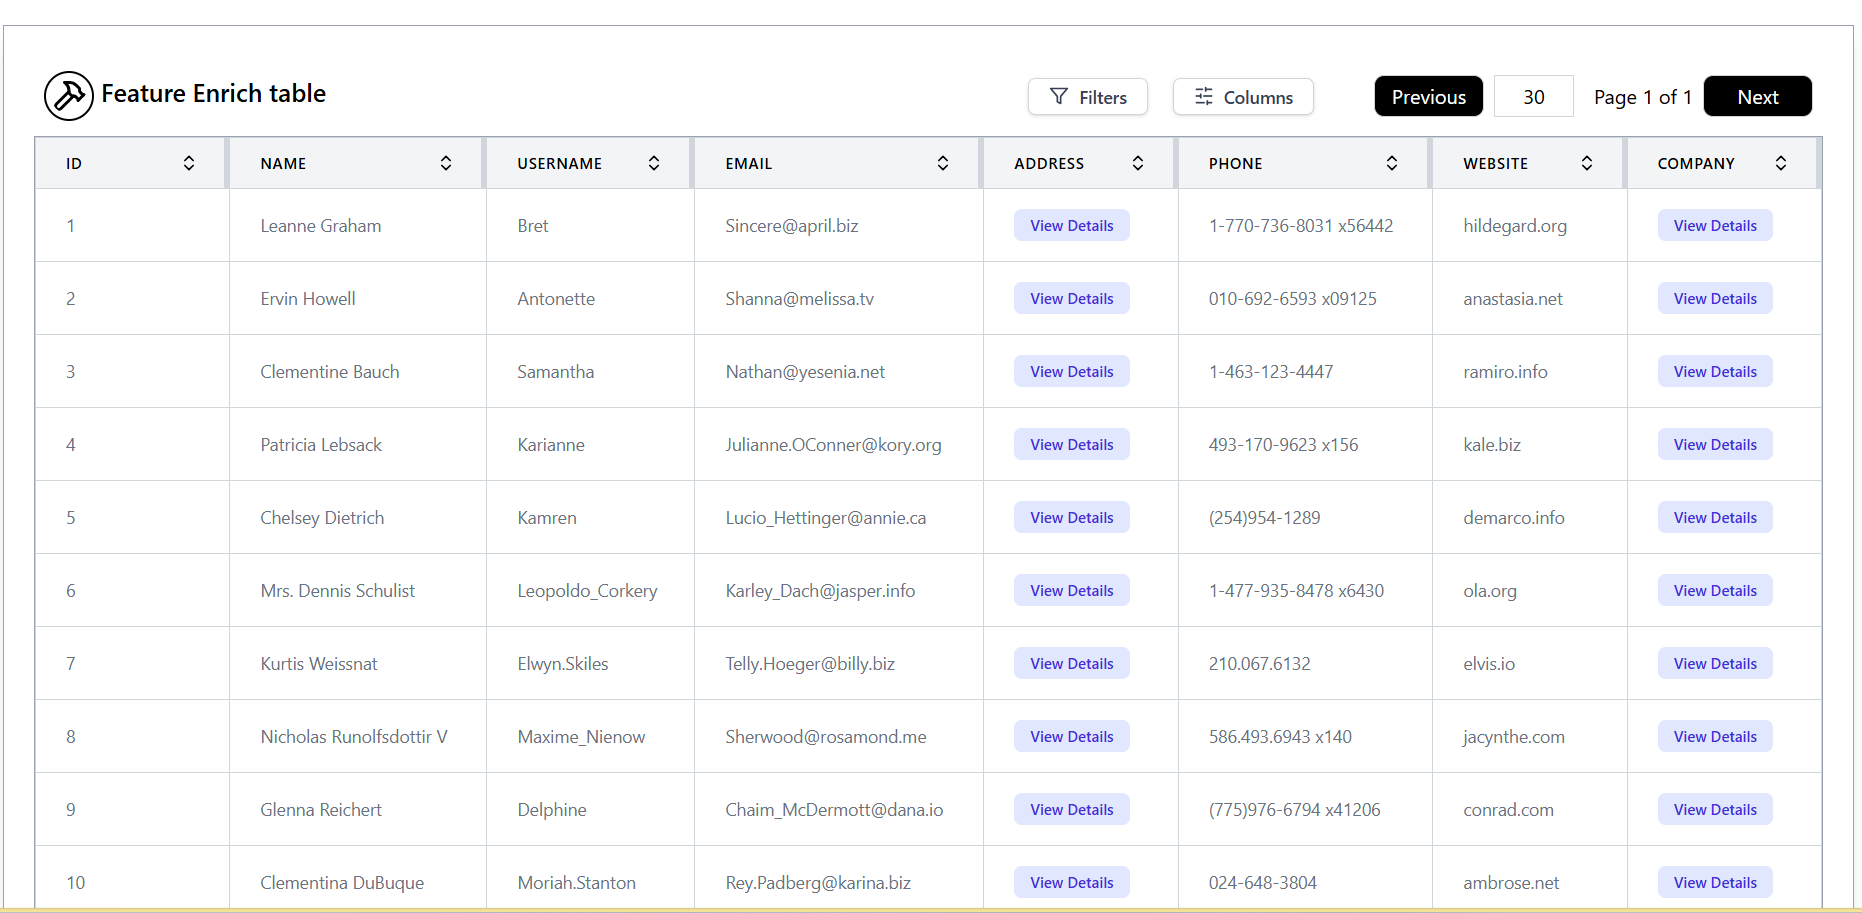 Feature Enrich table
Filters Columns Previous 30 Page 1 of 1 Next
ID NAME USERNAME EMAIL ADDRESS PHONE WEBSITE COMPANY
1 Leanne Graham Bret Sincere@april.biz View Details 1-770-736-8031 x56442 hildegard.org View Details
2 Ervin Howell Antonette Shanna@melissa.tv View Details 010-692-6593 x09125 anastasia.net View Details
3 Clementine Bauch Samantha Nathan@yesenia.net View Details 1-463-123-4447 ramiro.info View Details
4 Patricia Lebsack Karianne Julianne.OConner@kory.org View Details 493-170-9623 x156 kale.biz View Details
5 Chelsey Dietrich Kamren Lucio_Hettinger@annie.ca View Details (254)954-1289 demarco.info View Details
6 Mrs. Dennis Schulist Leopoldo_Corkery Karley_Dach@jasper.info View Details 1-477-935-8478 x6430 ola.org View Details
7 Kurtis Weissnat Elwyn.Skiles Telly.Hoeger@billy.biz View Details 210.067.6132 elvis.io View Details
8 Nicholas Runolfsdottir V Maxime_Nienow Sherwood@rosamond.me View Details 586.493.6943 x140 jacynthe.com View Details
9 Glenna Reichert Delphine Chaim_McDermott@dana.io View Details (775)976-6794 x41206 conrad.com View Details
10 Clementina DuBuque Moriah.Stanton Rey.Padberg@karina.biz View Details 024-648-3804 ambrose.net View Details